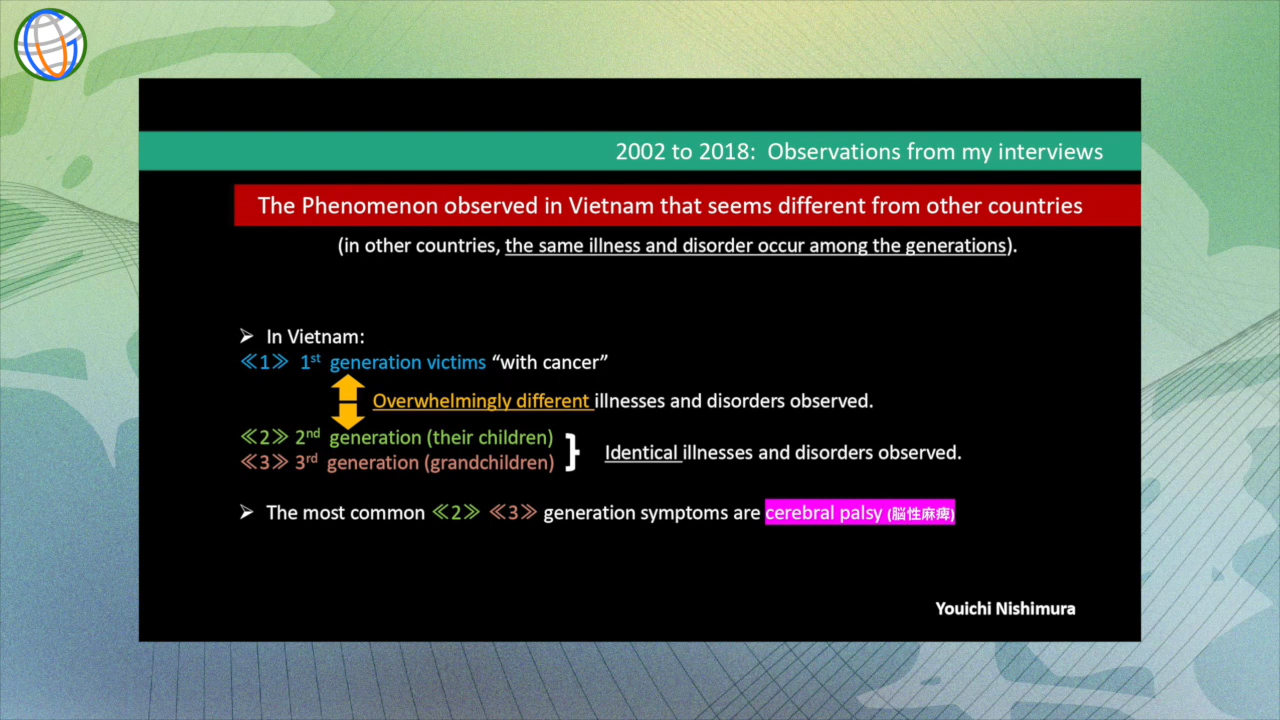 2002 to 2018: Observations from my interviews
The Phenomenon observed in Vietnam that seems different from other countries
(in other countries, the same illness and disorder occur among the generations).
➢ In Vietnam:
≪1≫ 1st generation victims “with cancer”
Overwhelmingly different illnesses and disorders observed.
≪2≫ 2nd generation (their children)
≪3≫ 3rd generation (grandchildren)
} Identical illnesses and disorders observed.
➢ The most common ≪2≫ ≪3≫ generation symptoms are cerebral palsy (脳性麻痺)
Youichi Nishimura